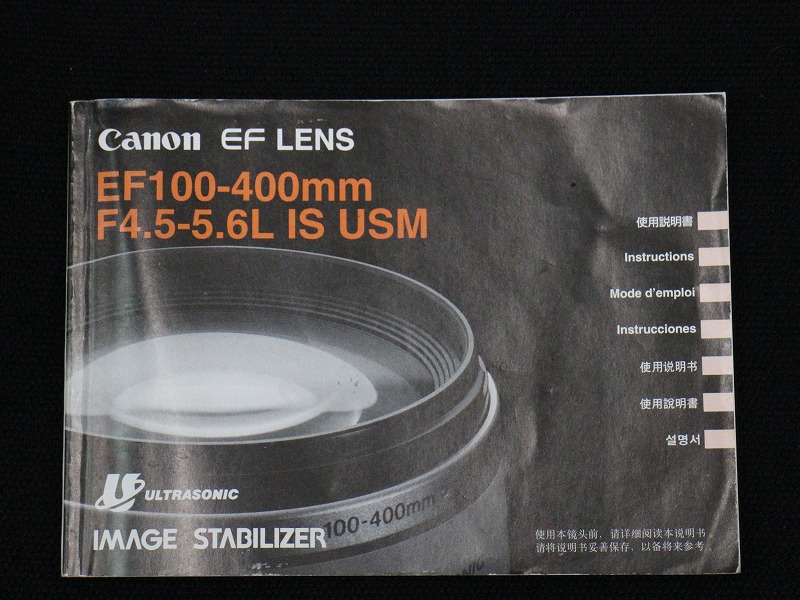 Canon EF LENS
EF100-400mm
F4.5-5.6L IS USM
使用説明書
Instructions
Mode d'emploi
Instrucciones
使用说明书
使用說明書
설명서
ULTRASONIC
IMAGE STABILIZER
100-400mm
使用本镜头前，请详细阅读本说明书
请将说明书妥善保存，以备将来参考。